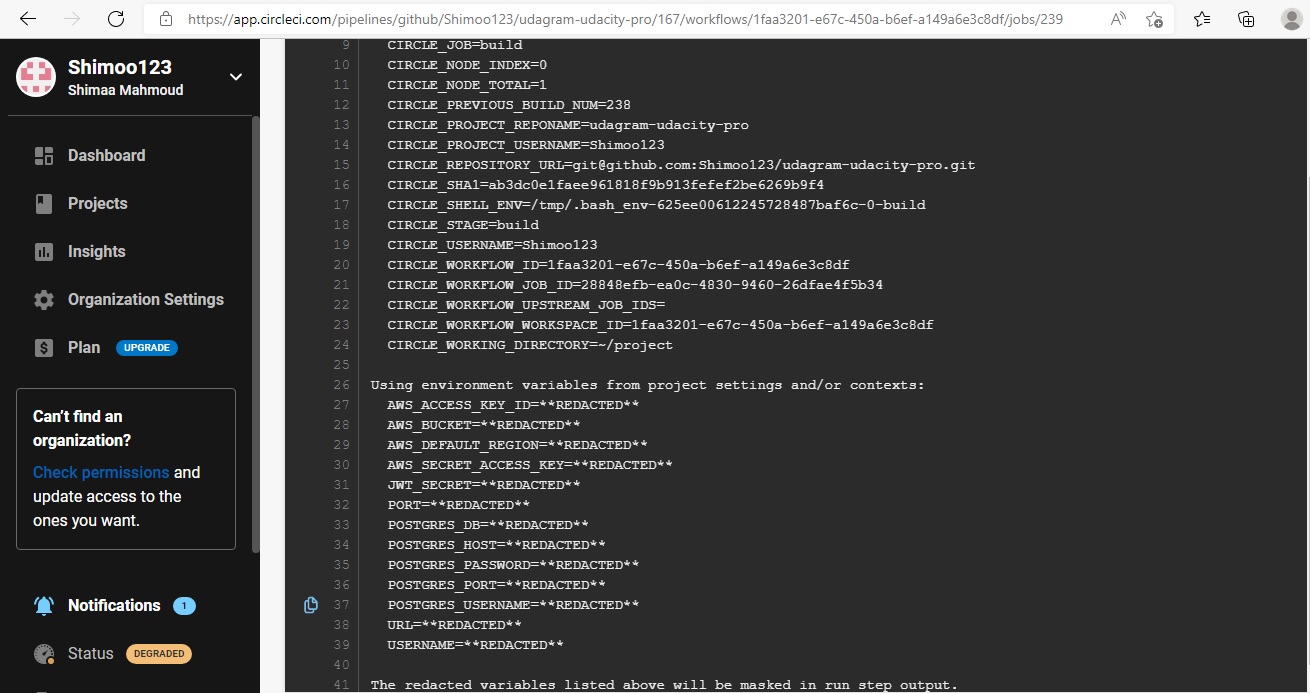 https://app.circleci.com/pipelines/github/Shimoo123/udagram-udacity-pro/167/workflows/1faa3201-e67c-450a-b6ef-a149a6e3c8df/jobs/239
Shimoo123
Shimaa Mahmoud
Dashboard
Projects
Insights
Organization Settings
Plan UPGRADE
Can't find an
organization?
Check permissions and
update access to the
ones you want.
Notifications 1
Status DEGRADED
9 CIRCLE_JOB=build
10 CIRCLE_NODE_INDEX=0
11 CIRCLE_NODE_TOTAL=1
12 CIRCLE_PREVIOUS_BUILD_NUM=238
13 CIRCLE_PROJECT_REPONAME=udagram-udacity-pro
14 CIRCLE_PROJECT_USERNAME=Shimoo123
15 CIRCLE_REPOSITORY_URL=git@github.com:Shimoo123/udagram-udacity-pro.git
16 CIRCLE_SHA1=ab3dc0e1faee961818f9b913fefef2be6269b9f4
17 CIRCLE_SHELL_ENV=/tmp/.bash_env-625ee00612245728487baf6c-0-build
18 CIRCLE_STAGE=build
19 CIRCLE_USERNAME=Shimoo123
20 CIRCLE_WORKFLOW_ID=1faa3201-e67c-450a-b6ef-a149a6e3c8df
21 CIRCLE_WORKFLOW_JOB_ID=28848efb-ea0c-4830-9460-26dfae4f5b34
22 CIRCLE_WORKFLOW_UPSTREAM_JOB_IDS=
23 CIRCLE_WORKFLOW_WORKSPACE_ID=1faa3201-e67c-450a-b6ef-a149a6e3c8df
24 CIRCLE_WORKING_DIRECTORY=~/project
25
26 Using environment variables from project settings and/or contexts:
27 AWS_ACCESS_KEY_ID=**REDACTED**
28 AWS_BUCKET=**REDACTED**
29 AWS_DEFAULT_REGION=**REDACTED**
30 AWS_SECRET_ACCESS_KEY=**REDACTED**
31 JWT_SECRET=**REDACTED**
32 PORT=**REDACTED**
33 POSTGRES_DB=**REDACTED**
34 POSTGRES_HOST=**REDACTED**
35 POSTGRES_PASSWORD=**REDACTED**
36 POSTGRES_PORT=**REDACTED**
37 POSTGRES_USERNAME=**REDACTED**
38 URL=**REDACTED**
39 USERNAME=**REDACTED**
40
41 The redacted variables listed above will be masked in run step output.